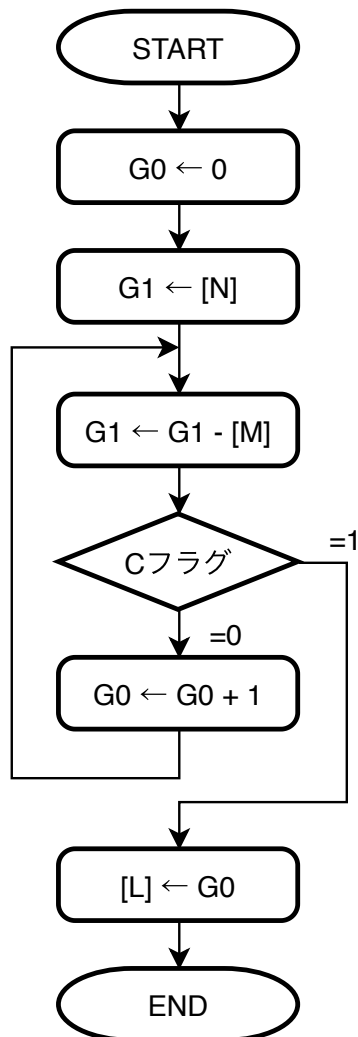 START
G0 ← 0
G1 ← [N]
G1 ← G1 - [M]
Cフラグ
=1
=0
G0 ← G0 + 1
[L] ← G0
END